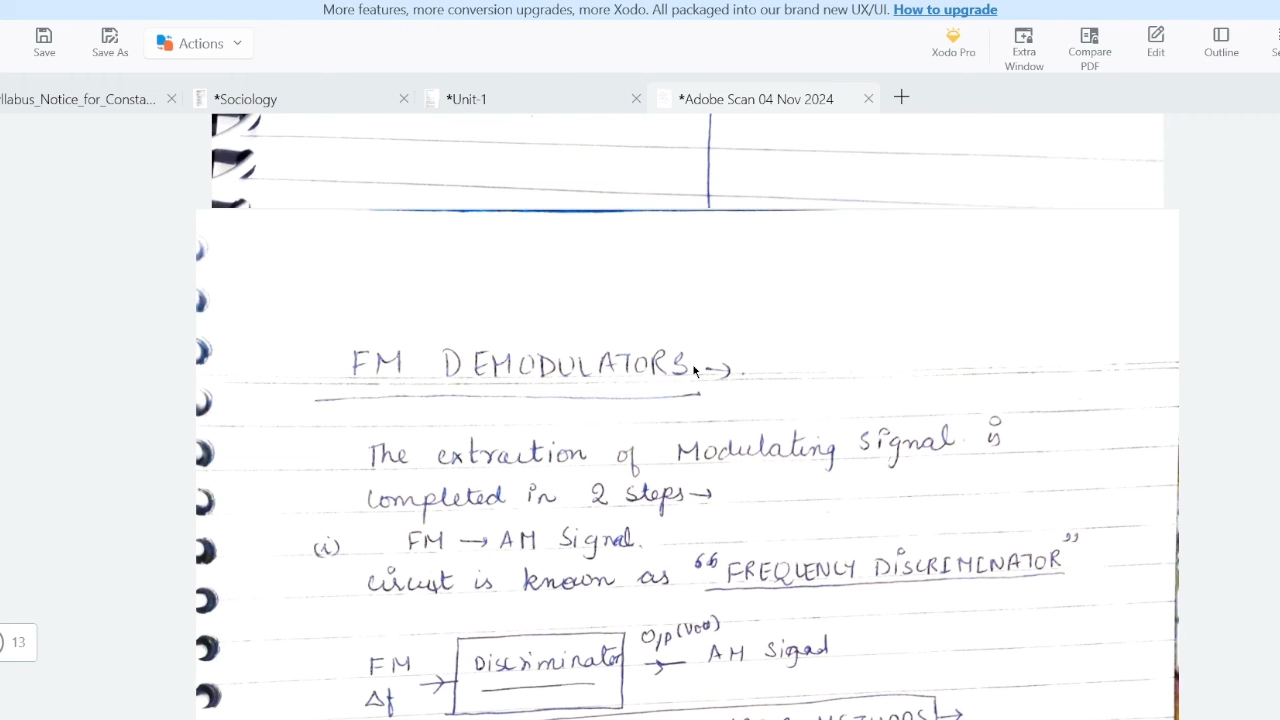 More features, more conversion upgrades, more Xodo. All packaged into our brand new UX/UI. How to upgrade
Save
Save As
Actions
Xodo Pro
Extra Window
Compare PDF
Edit
Outline
llabus_Notice_for_Consta...
*Sociology
*Unit-1
*Adobe Scan 04 Nov 2024
FM DEMODULATORS →.
The extraction of Modulating Signal is
completed in 2 steps →
(i) FM → AM Signal.
circuit is known as "FREQUENCY DISCRIMINATOR"
FM
Δf
Discriminator
O/p
AM Signal
13
METHODS →